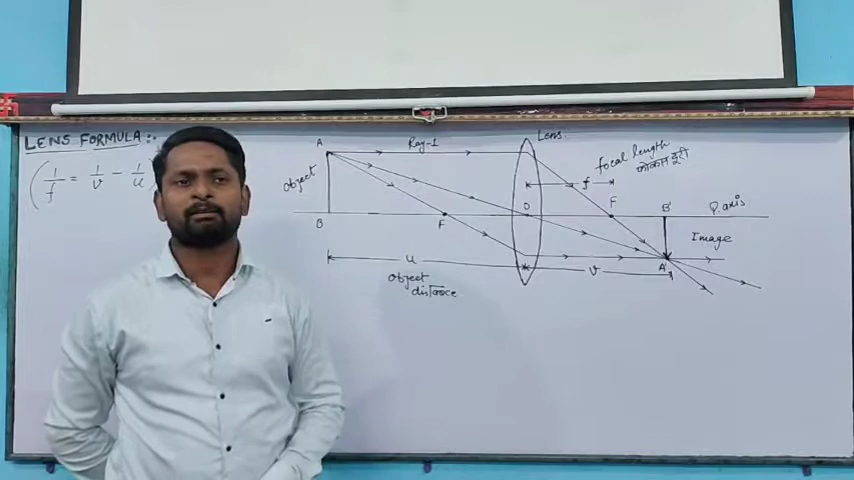 LENS FORMULA :-
(1/f = 1/v - 1/u)
A
Ray-1
Lens
object
focal length
फोकस दूरी
f
B
F
O
F
B'
P.axis
Image
A'
u
v
object
distance